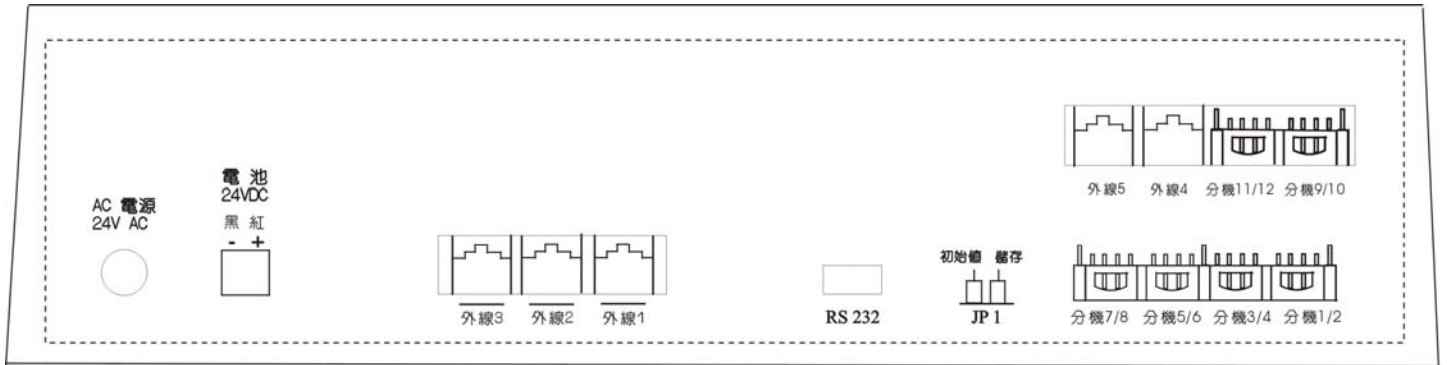 AC 電源
24V AC
電 池
24VDC
黑 紅
- +
外線3 外線2 外線1
RS 232
初始值 儲存
JP 1
外線5 外線4 分機11/12 分機9/10
分機7/8 分機5/6 分機3/4 分機1/2